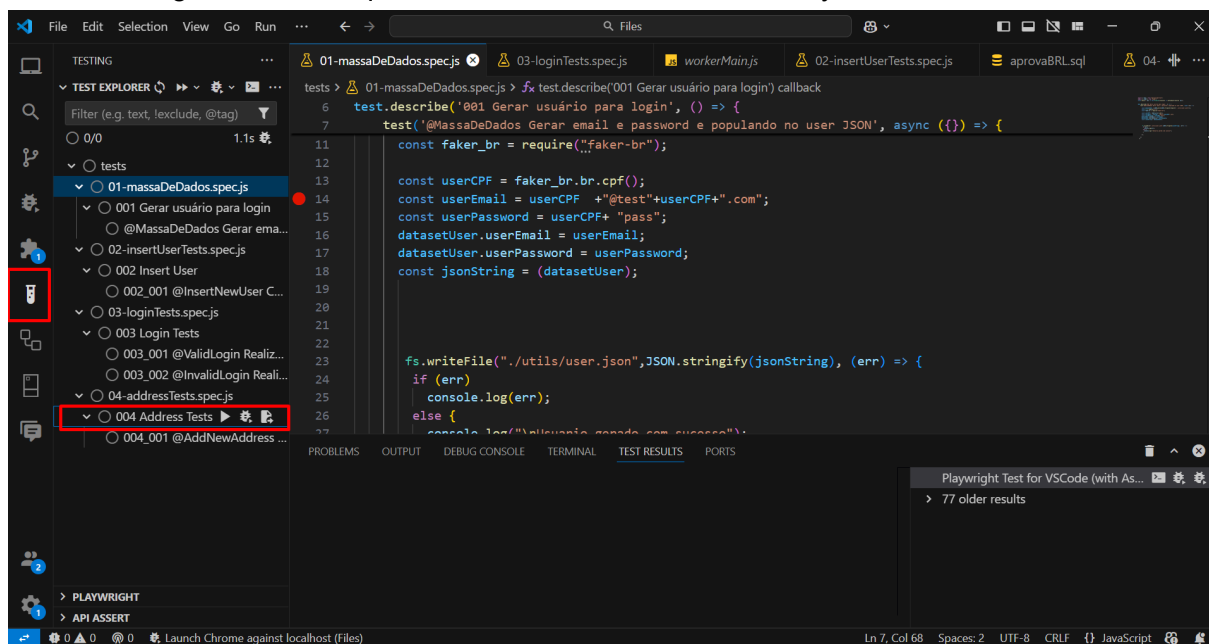 File Edit Selection View Go Run ... Files
TESTING
TEST EXPLORER
Filter (e.g. text, !exclude, @tag)
0/0 1.1s
tests
01-massaDeDados.spec.js
001 Gerar usuário para login
@MassaDeDados Gerar ema...
02-insertUserTests.spec.js
002 Insert User
002_001 @InsertNewUser C...
03-loginTests.spec.js
003 Login Tests
003_001 @ValidLogin Realiz...
003_002 @InvalidLogin Reali...
04-addressTests.spec.js
004 Address Tests
004_001 @AddNewAddress ...
PLAYWRIGHT
API ASSERT
01-massaDeDados.spec.js 03-loginTests.spec.js workerMain.js 02-insertUserTests.spec.js aprovaBRL.sql 04-
tests > 01-massaDeDados.spec.js > test.describe('001 Gerar usuário para login') callback
6 test.describe('001 Gerar usuário para login', () => {
7 test('@MassaDeDados Gerar email e password e populando no user JSON', async ({}) => {
11 const faker_br = require("faker-br");
12
13 const userCPF = faker_br.br.cpf();
14 const userEmail = userCPF +"@test"+userCPF+".com";
15 const userPassword = userCPF+ "pass";
16 datasetUser.userEmail = userEmail;
17 datasetUser.userPassword = userPassword;
18 const jsonString = (datasetUser);
19
20
21
22
23 fs.writeFile("./utils/user.json",JSON.stringify(jsonString), (err) => {
24 if (err)
25 console.log(err);
26 else {
27 console.log("\nUsuario gerado com sucesso");
PROBLEMS OUTPUT DEBUG CONSOLE TERMINAL TEST RESULTS PORTS
Playwright Test for VSCode (with As...
77 older results
1
2
1
0 0 0 Launch Chrome against localhost (Files) Ln 7, Col 68 Spaces: 2 UTF-8 CRLF {} JavaScript